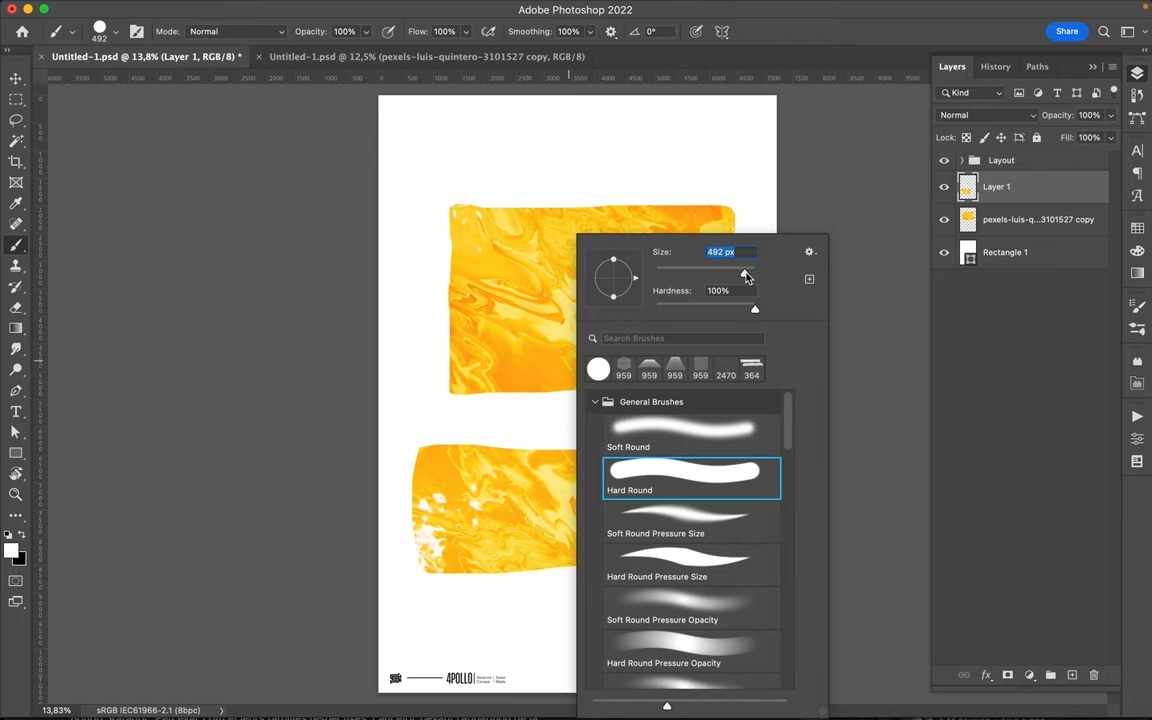 Adobe Photoshop 2022
492
Mode: Normal
Opacity: 100%
Flow: 100%
Smoothing: 100%
0°
Share
Untitled-1.psd @ 13,8% (Layer 1, RGB/8) *
Untitled-1.psd @ 12,5% (pexels-luis-quintero-3101527 copy, RGB/8)
Layers History Paths
Kind
Normal Opacity: 100%
Lock: Fill: 100%
Layout
Layer 1
pexels-luis-q...3101527 copy
Rectangle 1
Size: 492 px
Hardness: 100%
Search Brushes
959 959 959 959 2470 364
General Brushes
Soft Round
Hard Round
Soft Round Pressure Size
Hard Round Pressure Size
Soft Round Pressure Opacity
Hard Round Pressure Opacity
4POLLO
13,83% sRGB IEC61966-2.1 (8bpc)